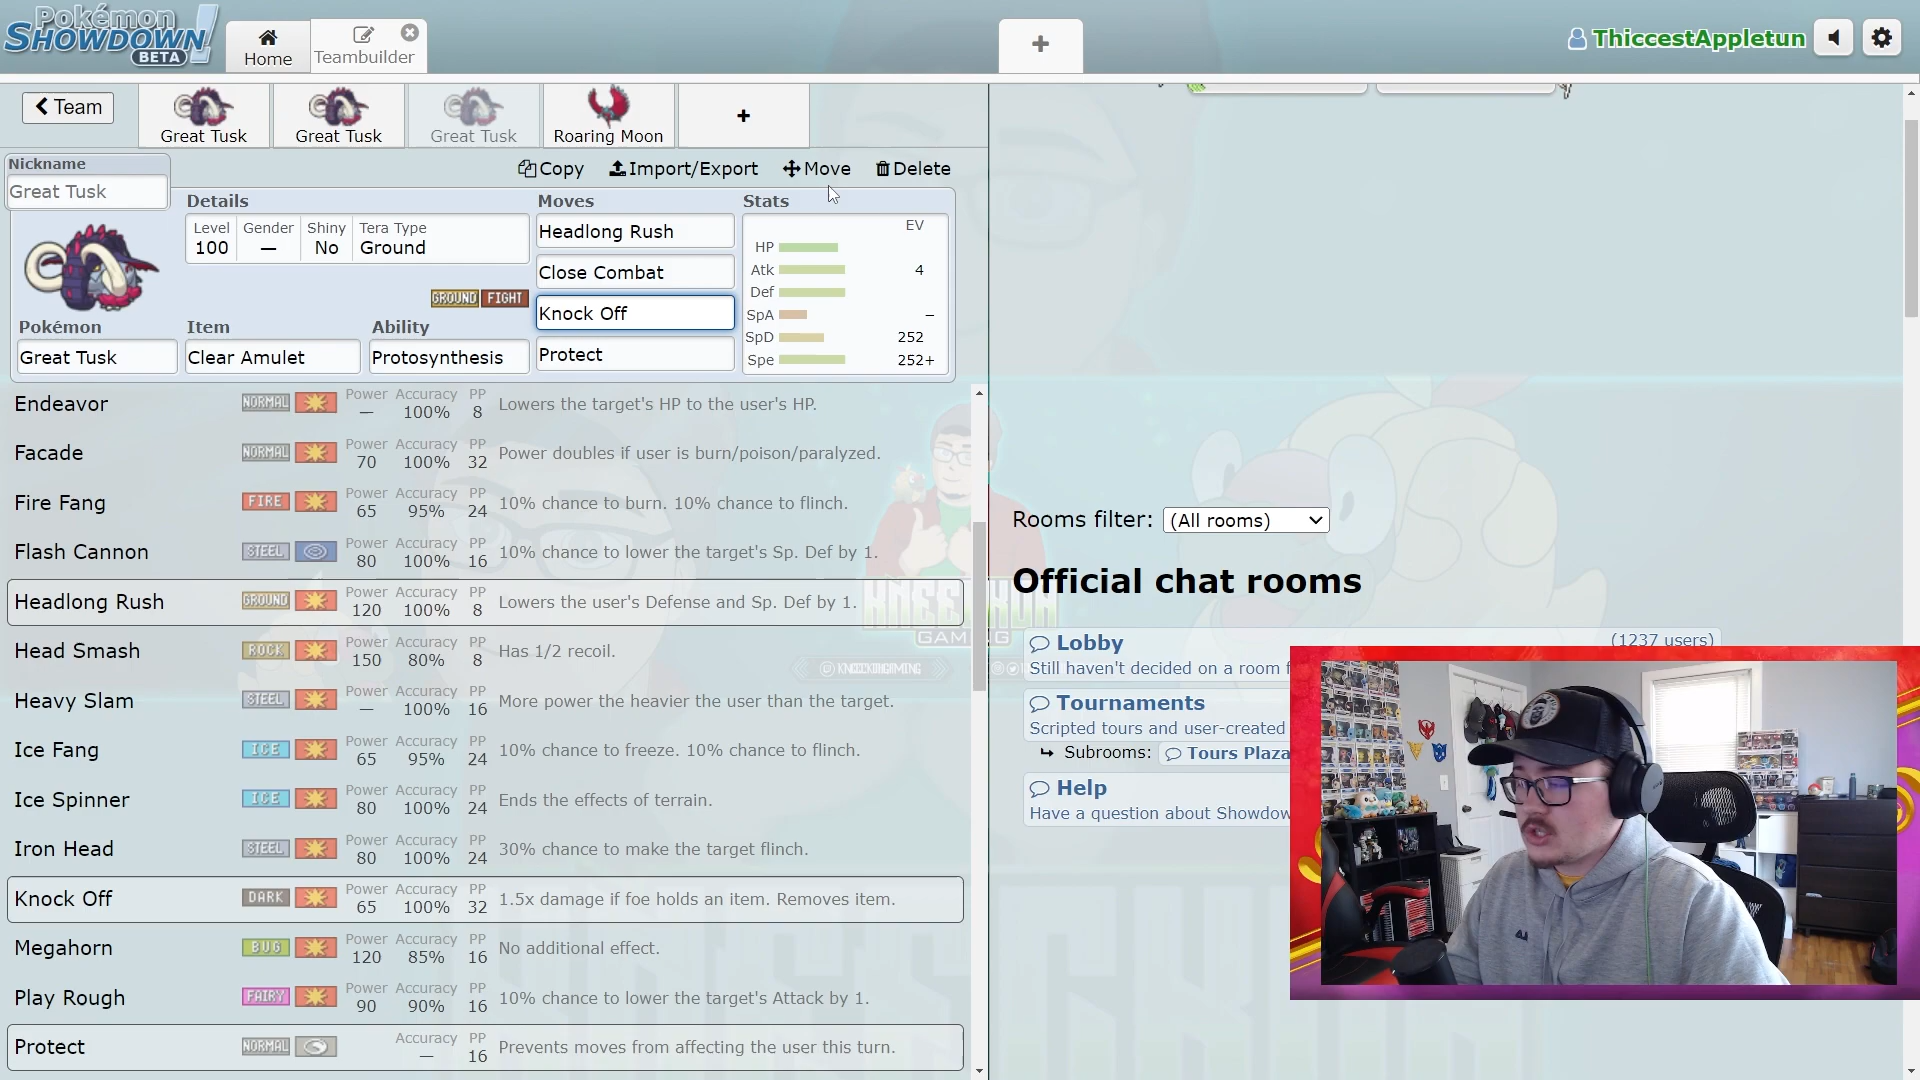 Pokémon
SHOWDOWN!
BETA
Home
Teambuilder
+
ThiccestAppletun
Team
Great Tusk
Great Tusk
Great Tusk
Roaring Moon
+
Nickname
Great Tusk
Copy
Import/Export
Move
Delete
Details
Moves
Stats
Level
Gender
Shiny
Tera Type
100
—
No
Ground
GROUND FIGHT
Headlong Rush
Close Combat
Knock Off
Protect
EV
HP
Atk 4
Def
SpA –
SpD 252
Spe 252+
Pokémon
Item
Ability
Great Tusk
Clear Amulet
Protosynthesis
Endeavor NORMAL Power — Accuracy 100% PP 8 Lowers the target's HP to the user's HP.
Facade NORMAL Power 70 Accuracy 100% PP 32 Power doubles if user is burn/poison/paralyzed.
Fire Fang FIRE Power 65 Accuracy 95% PP 24 10% chance to burn. 10% chance to flinch.
Flash Cannon STEEL Power 80 Accuracy 100% PP 16 10% chance to lower the target's Sp. Def by 1.
Headlong Rush GROUND Power 120 Accuracy 100% PP 8 Lowers the user's Defense and Sp. Def by 1.
Head Smash ROCK Power 150 Accuracy 80% PP 8 Has 1/2 recoil.
Heavy Slam STEEL Power — Accuracy 100% PP 16 More power the heavier the user than the target.
Ice Fang ICE Power 65 Accuracy 95% PP 24 10% chance to freeze. 10% chance to flinch.
Ice Spinner ICE Power 80 Accuracy 100% PP 24 Ends the effects of terrain.
Iron Head STEEL Power 80 Accuracy 100% PP 24 30% chance to make the target flinch.
Knock Off DARK Power 65 Accuracy 100% PP 32 1.5x damage if foe holds an item. Removes item.
Megahorn BUG Power 120 Accuracy 85% PP 16 No additional effect.
Play Rough FAIRY Power 90 Accuracy 90% PP 16 10% chance to lower the target's Attack by 1.
Protect NORMAL Accuracy — PP 16 Prevents moves from affecting the user this turn.
GAMING
Rooms filter: (All rooms)
Official chat rooms
Lobby (1237 users)
Still haven't decided on a room f
Tournaments
Scripted tours and user-created
Subrooms: Tours Plaza
Help
Have a question about Showdow